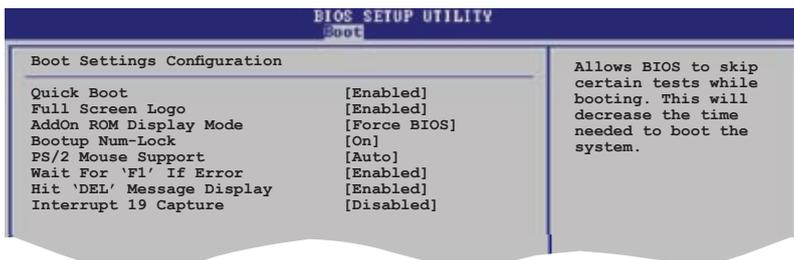 BIOS SETUP UTILITY
Boot
Boot Settings Configuration
Quick Boot [Enabled]
Full Screen Logo [Enabled]
AddOn ROM Display Mode [Force BIOS]
Bootup Num-Lock [On]
PS/2 Mouse Support [Auto]
Wait For ‘F1’ If Error [Enabled]
Hit ‘DEL’ Message Display [Enabled]
Interrupt 19 Capture [Disabled]
Allows BIOS to skip
certain tests while
booting. This will
decrease the time
needed to boot the
system.